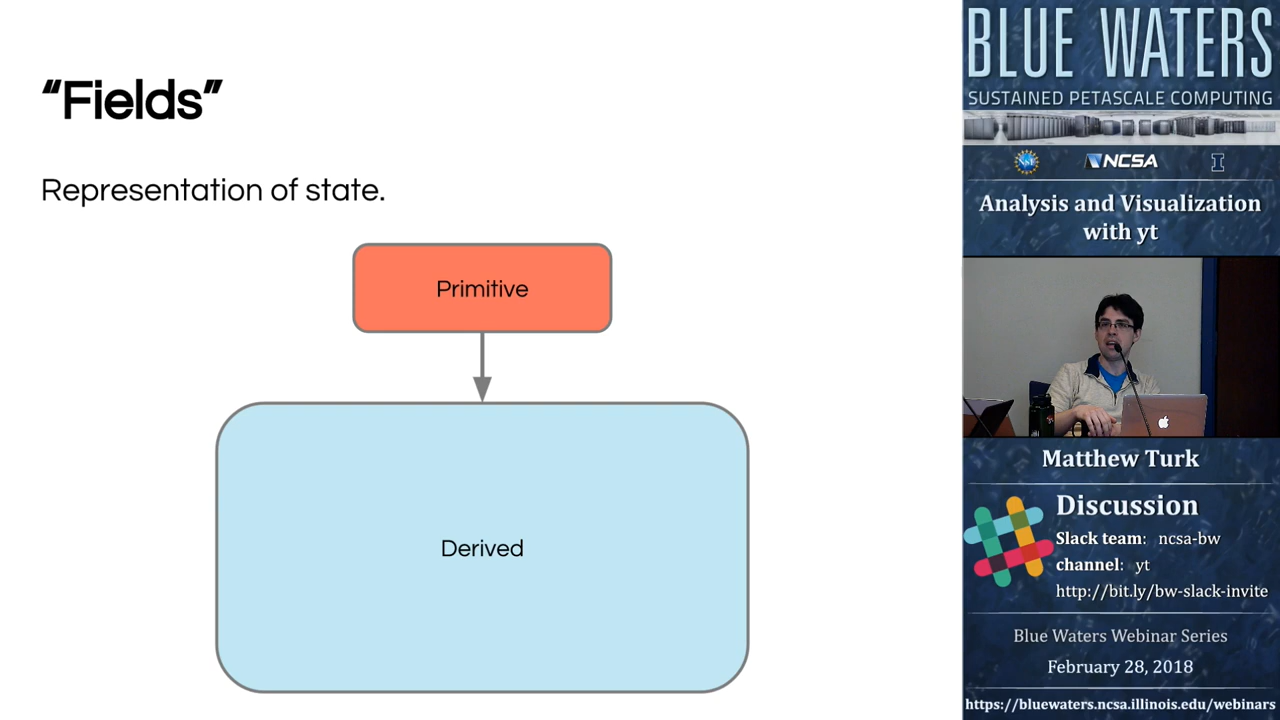 “Fields”
Representation of state.
Primitive
Derived
BLUE WATERS
SUSTAINED PETASCALE COMPUTING
NSF
NCSA
I
Analysis and Visualization
with yt
Matthew Turk
Discussion
Slack team: ncsa-bw
channel: yt
http://bit.ly/bw-slack-invite
Blue Waters Webinar Series
February 28, 2018
https://bluewaters.ncsa.illinois.edu/webinars